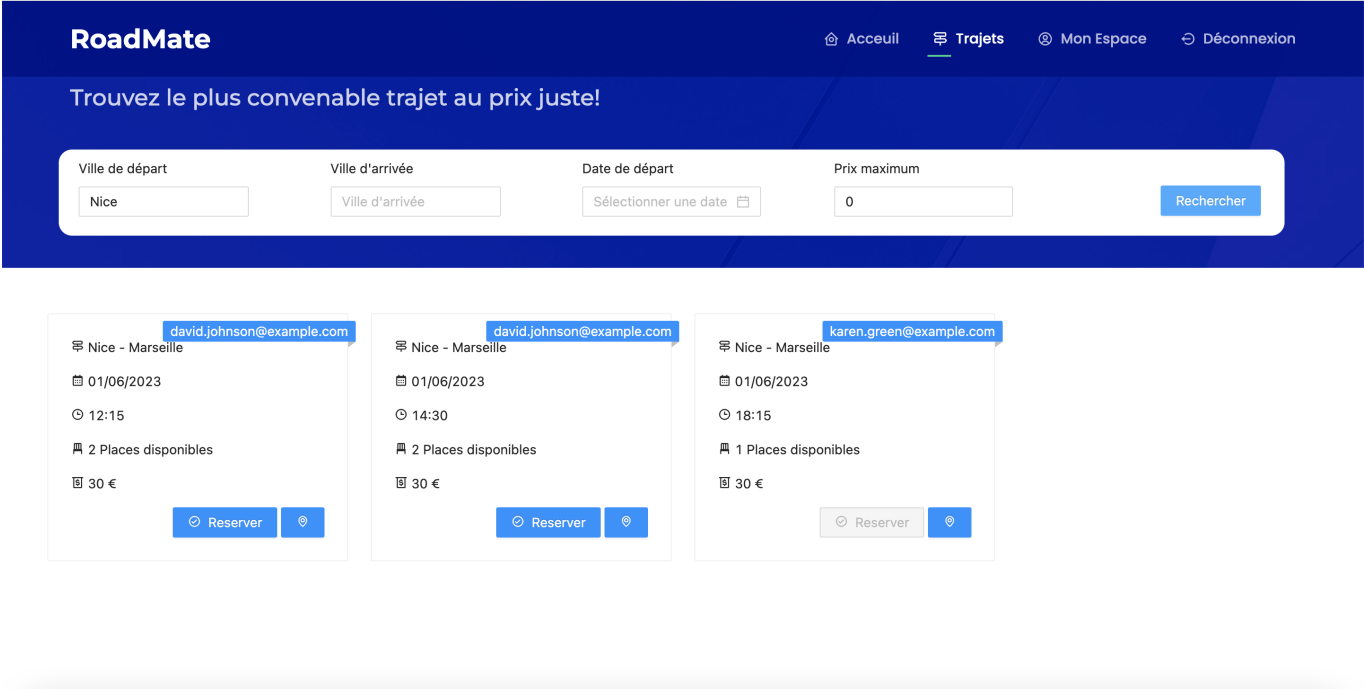 RoadMate
Acceuil
Trajets
Mon Espace
Déconnexion
Trouvez le plus convenable trajet au prix juste!
Ville de départ
Ville d'arrivée
Date de départ
Prix maximum
Nice
Ville d'arrivée
Sélectionner une date
0
Rechercher
david.johnson@example.com
Nice - Marseille
01/06/2023
12:15
2 Places disponibles
30 €
Reserver
david.johnson@example.com
Nice - Marseille
01/06/2023
14:30
2 Places disponibles
30 €
Reserver
karen.green@example.com
Nice - Marseille
01/06/2023
18:15
1 Places disponibles
30 €
Reserver